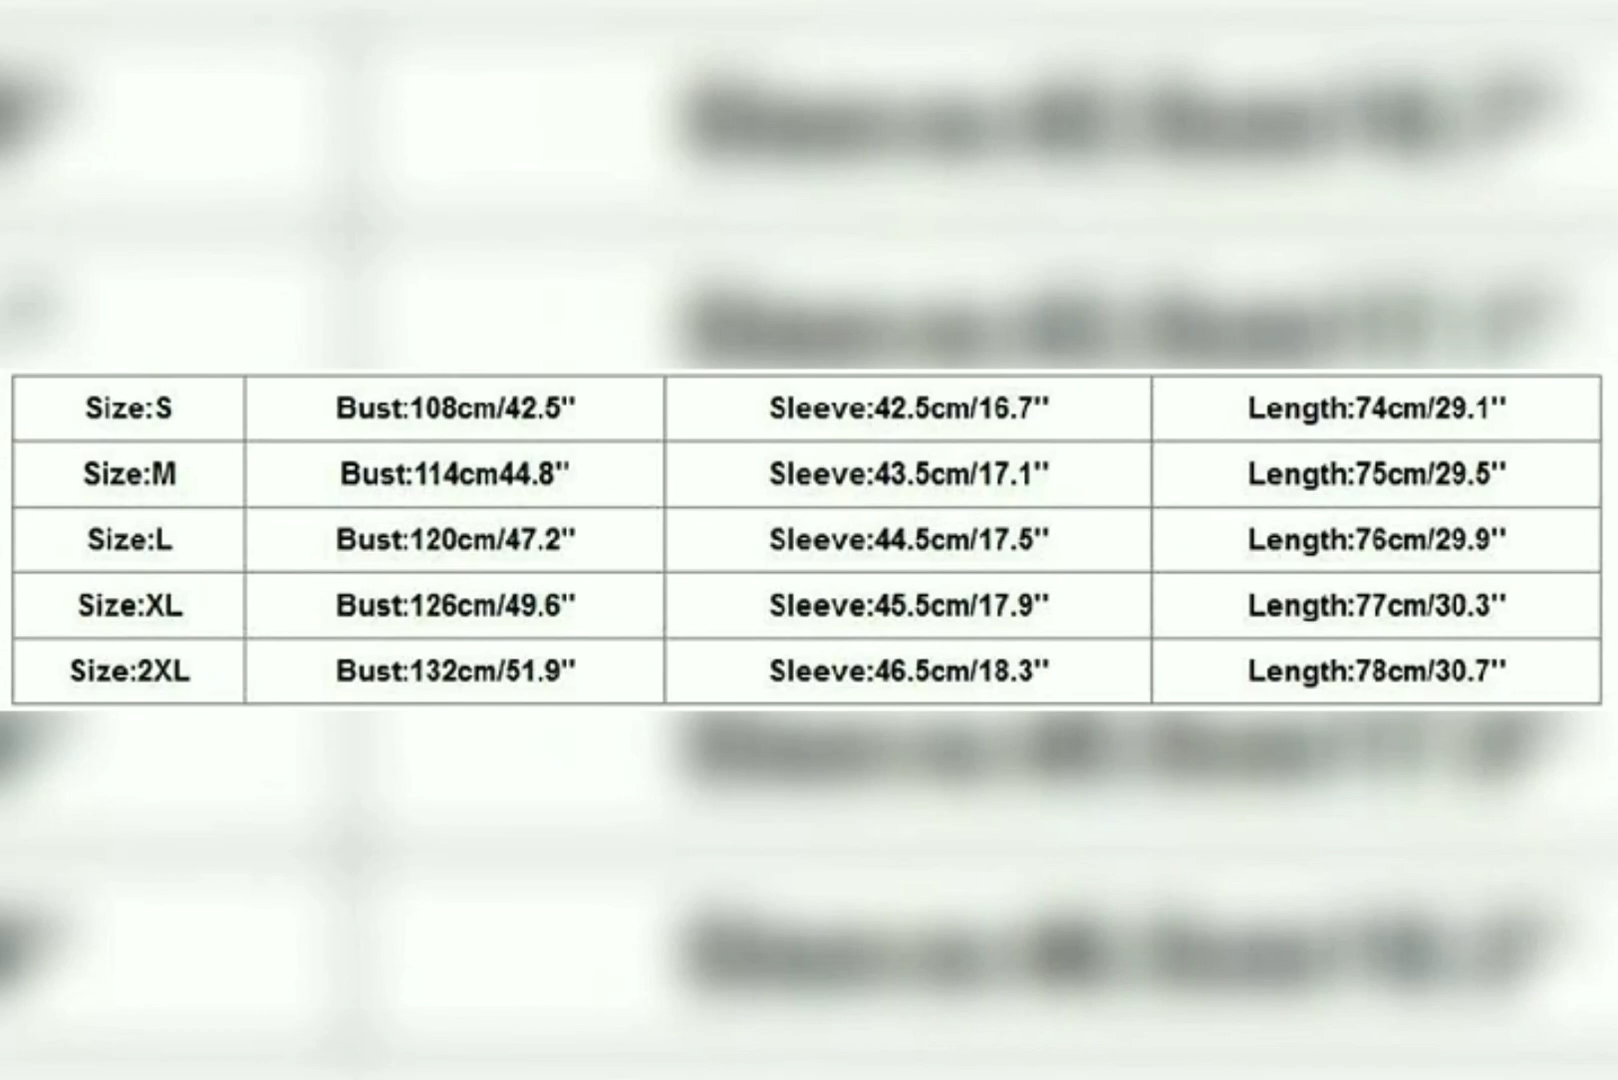 Size:S Bust:108cm/42.5" Sleeve:42.5cm/16.7" Length:74cm/29.1"
Size:M Bust:114cm44.8" Sleeve:43.5cm/17.1" Length:75cm/29.5"
Size:L Bust:120cm/47.2" Sleeve:44.5cm/17.5" Length:76cm/29.9"
Size:XL Bust:126cm/49.6" Sleeve:45.5cm/17.9" Length:77cm/30.3"
Size:2XL Bust:132cm/51.9" Sleeve:46.5cm/18.3" Length:78cm/30.7"